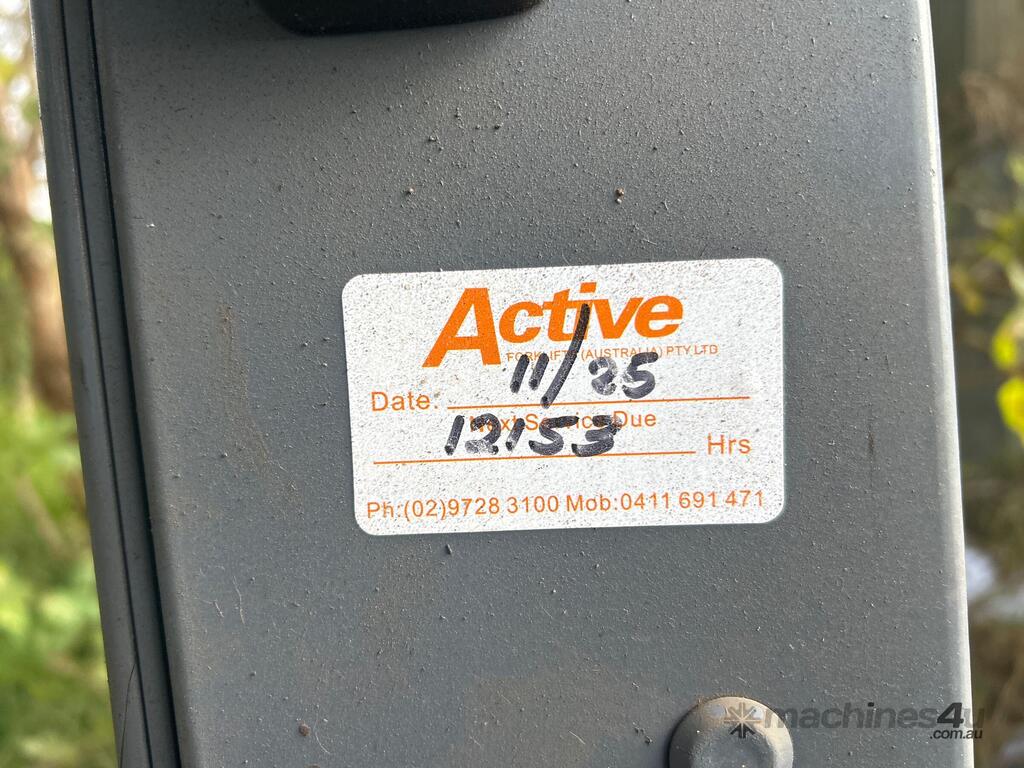 Active
FORKLIFTS (AUSTRALIA) PTY LTD
Date. 11/25
Next Service Due
12153 Hrs
Ph:(02)9728 3100 Mob:0411 691 471
machines4u
.com.au